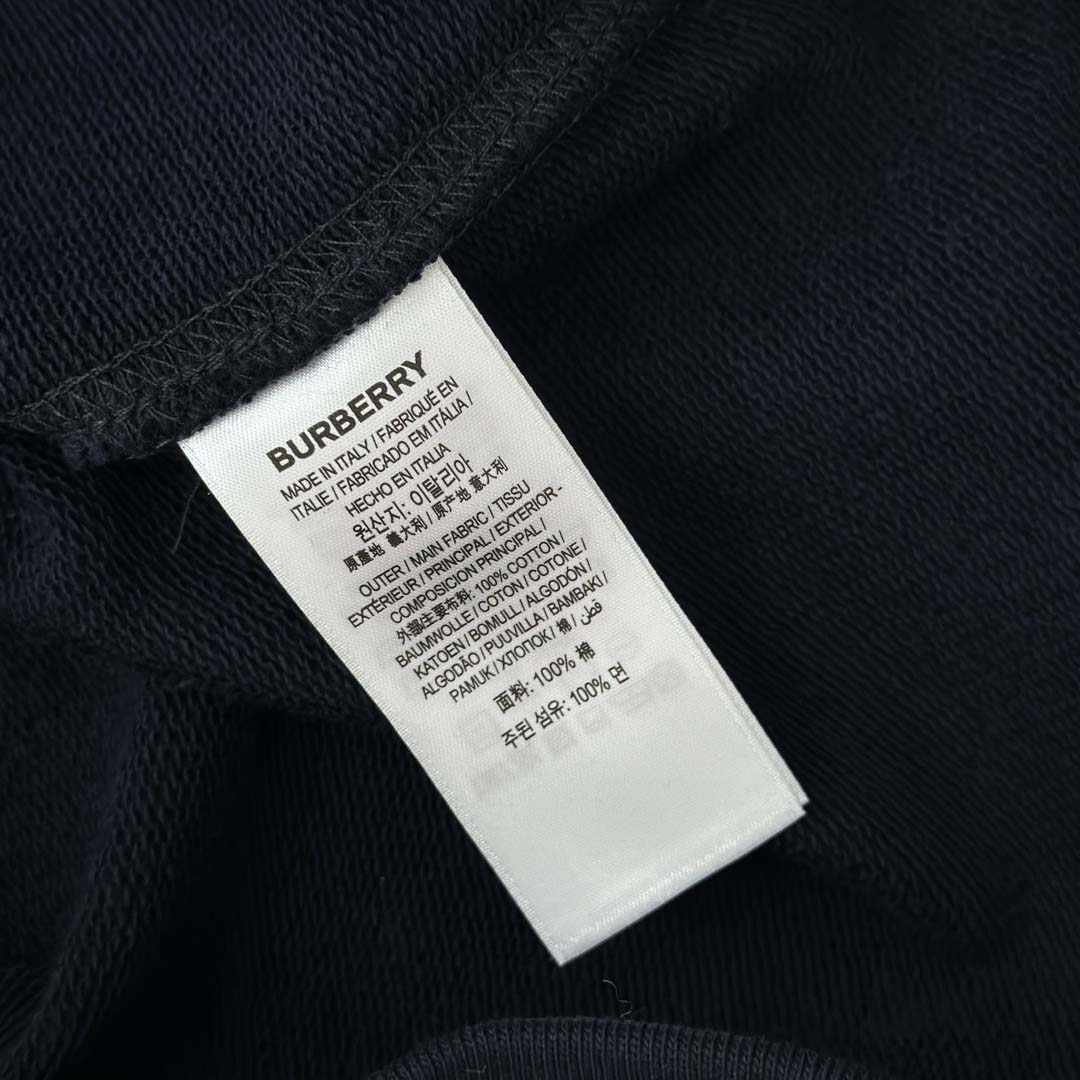 BURBERRY
MADE IN ITALY / FABRIQUÉ EN
ITALIE / FABRICADO EM ITÁLIA /
HECHO EN ITALIA
원산지: 이탈리아
原產地 義大利 / 原产地 意大利
OUTER / MAIN FABRIC / TISSU
EXTÉRIEUR / PRINCIPAL / EXTERIOR -
COMPOSICION PRINCIPAL /
外部主要布料: 100% COTTON /
BAUMWOLLE / COTON / COTONE /
KATOEN / BOMULL / ALGODÓN /
ALGODÃO / PUUVILLA / BAMBAKI /
PAMUK / ХЛОПОК / 棉 / قطن
面料: 100% 棉
주된 섬유: 100% 면